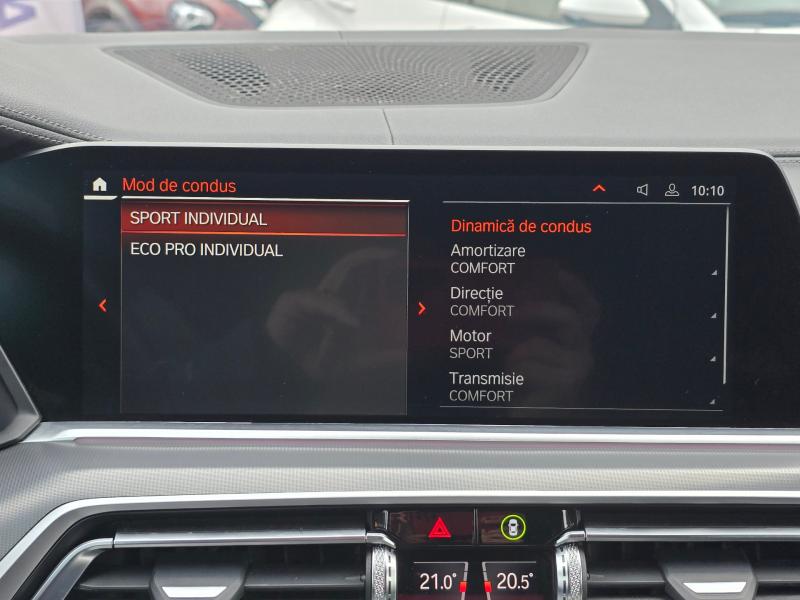 Mod de condus
10:10
SPORT INDIVIDUAL
ECO PRO INDIVIDUAL
Dinamică de condus
Amortizare
COMFORT
Direcție
COMFORT
Motor
SPORT
Transmisie
COMFORT
21.0° 20.5°